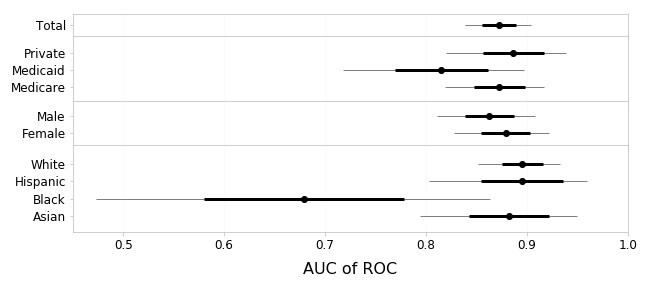 Total
Private
Medicaid
Medicare
Male
Female
White
Hispanic
Black
Asian
0.5 0.6 0.7 0.8 0.9 1.0
AUC of ROC